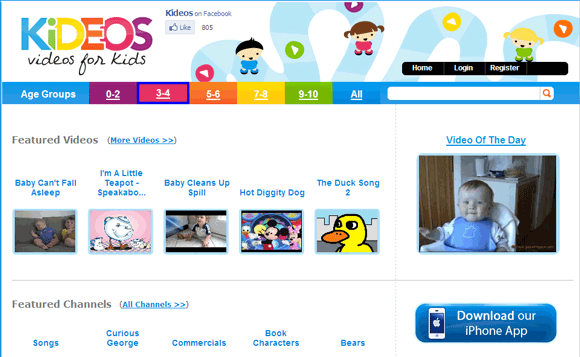 KiDEOS
videos for kids
Kideos on Facebook
Like 805
Home Login Register
Age Groups 0-2 3-4 5-6 7-8 9-10 All
Featured Videos (More Videos >>)
Baby Can't Fall Asleep
I'm A Little Teapot - Speakabo...
Baby Cleans Up Spill
Hot Diggity Dog
The Duck Song 2
Video Of The Day
Featured Channels (All Channels >>)
Songs
Curious George
Commercials
Book Characters
Bears
Download our
iPhone App